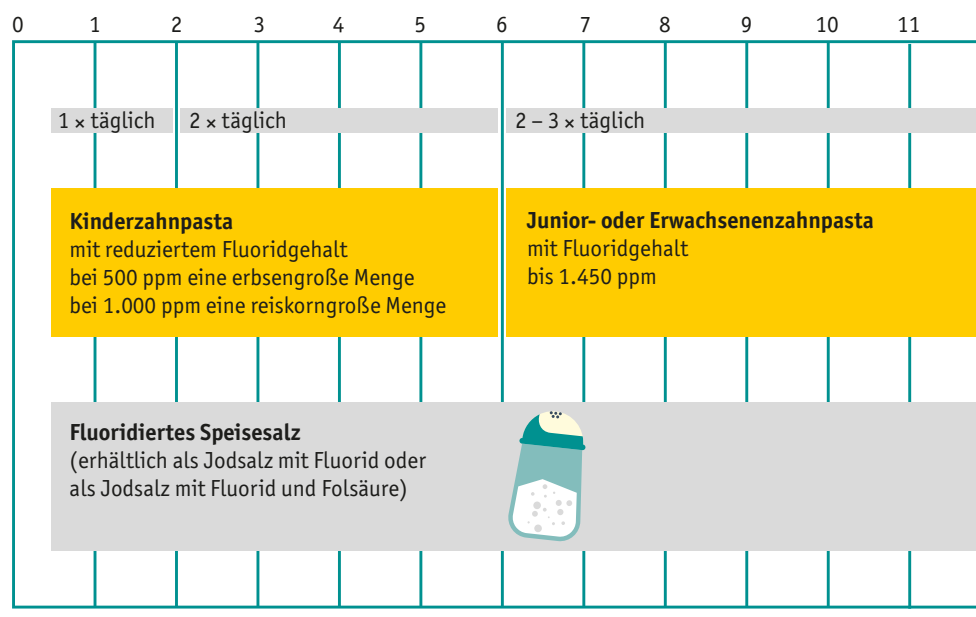 0 1 2 3 4 5 6 7 8 9 10 11
1 × täglich 2 × täglich 2 – 3 × täglich
Kinderzahnpasta
mit reduziertem Fluoridgehalt
bei 500 ppm eine erbsengroße Menge
bei 1.000 ppm eine reiskorngroße Menge
Junior- oder Erwachsenenzahnpasta
mit Fluoridgehalt
bis 1.450 ppm
Fluoridiertes Speisesalz
(erhältlich als Jodsalz mit Fluorid oder
als Jodsalz mit Fluorid und Folsäure)